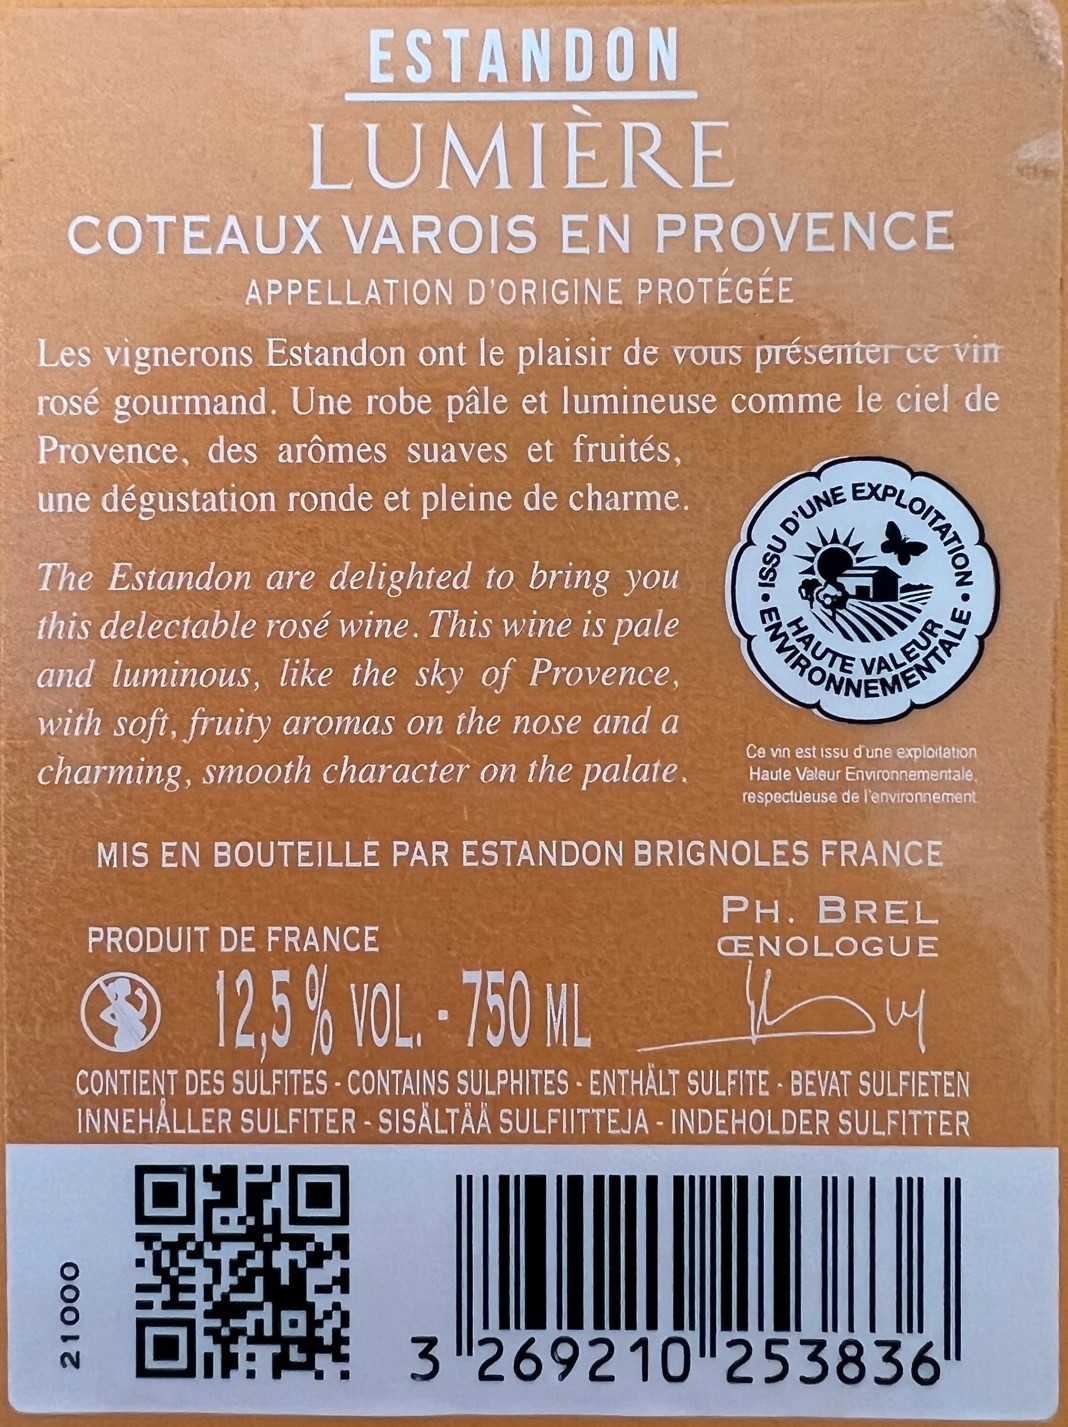 ESTANDON
LUMIÈRE
COTEAUX VAROIS EN PROVENCE
APPELLATION D'ORIGINE PROTÉGÉE
Les vignerons Estandon ont le plaisir de vous présenter ce vin
rosé gourmand. Une robe pâle et lumineuse comme le ciel de
Provence, des arômes suaves et fruités,
une dégustation ronde et pleine de charme.
The Estandon are delighted to bring you
this delectable rosé wine. This wine is pale
and luminous, like the sky of Provence,
with soft, fruity aromas on the nose and a
charming, smooth character on the palate.
• ISSU D'UNE EXPLOITATION •
HAUTE VALEUR
ENVIRONNEMENTALE
Ce vin est issu d'une exploitation
Haute Valeur Environnementale,
respectueuse de l'environnement
MIS EN BOUTEILLE PAR ESTANDON BRIGNOLES FRANCE
PH. BREL
ŒNOLOGUE
PRODUIT DE FRANCE
12,5 % VOL. - 750 ML
CONTIENT DES SULFITES - CONTAINS SULPHITES - ENTHÄLT SULFITE - BEVAT SULFIETEN
INNEHÅLLER SULFITER - SISÄLTÄÄ SULFIITTEJA - INDEHOLDER SULFITTER
21000
3 269210 253836